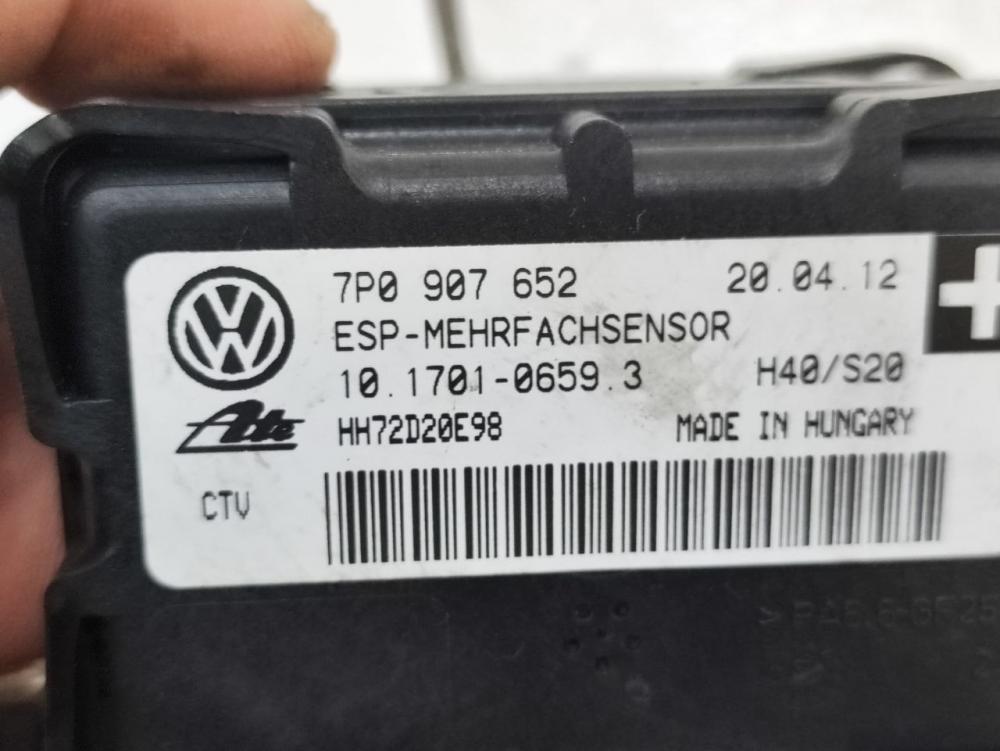 7P0 907 652 20.04.12
ESP-MEHRFACHSENSOR
10.1701-0659.3 H40/S20
Ate HH72D20E98 MADE IN HUNGARY
CTV